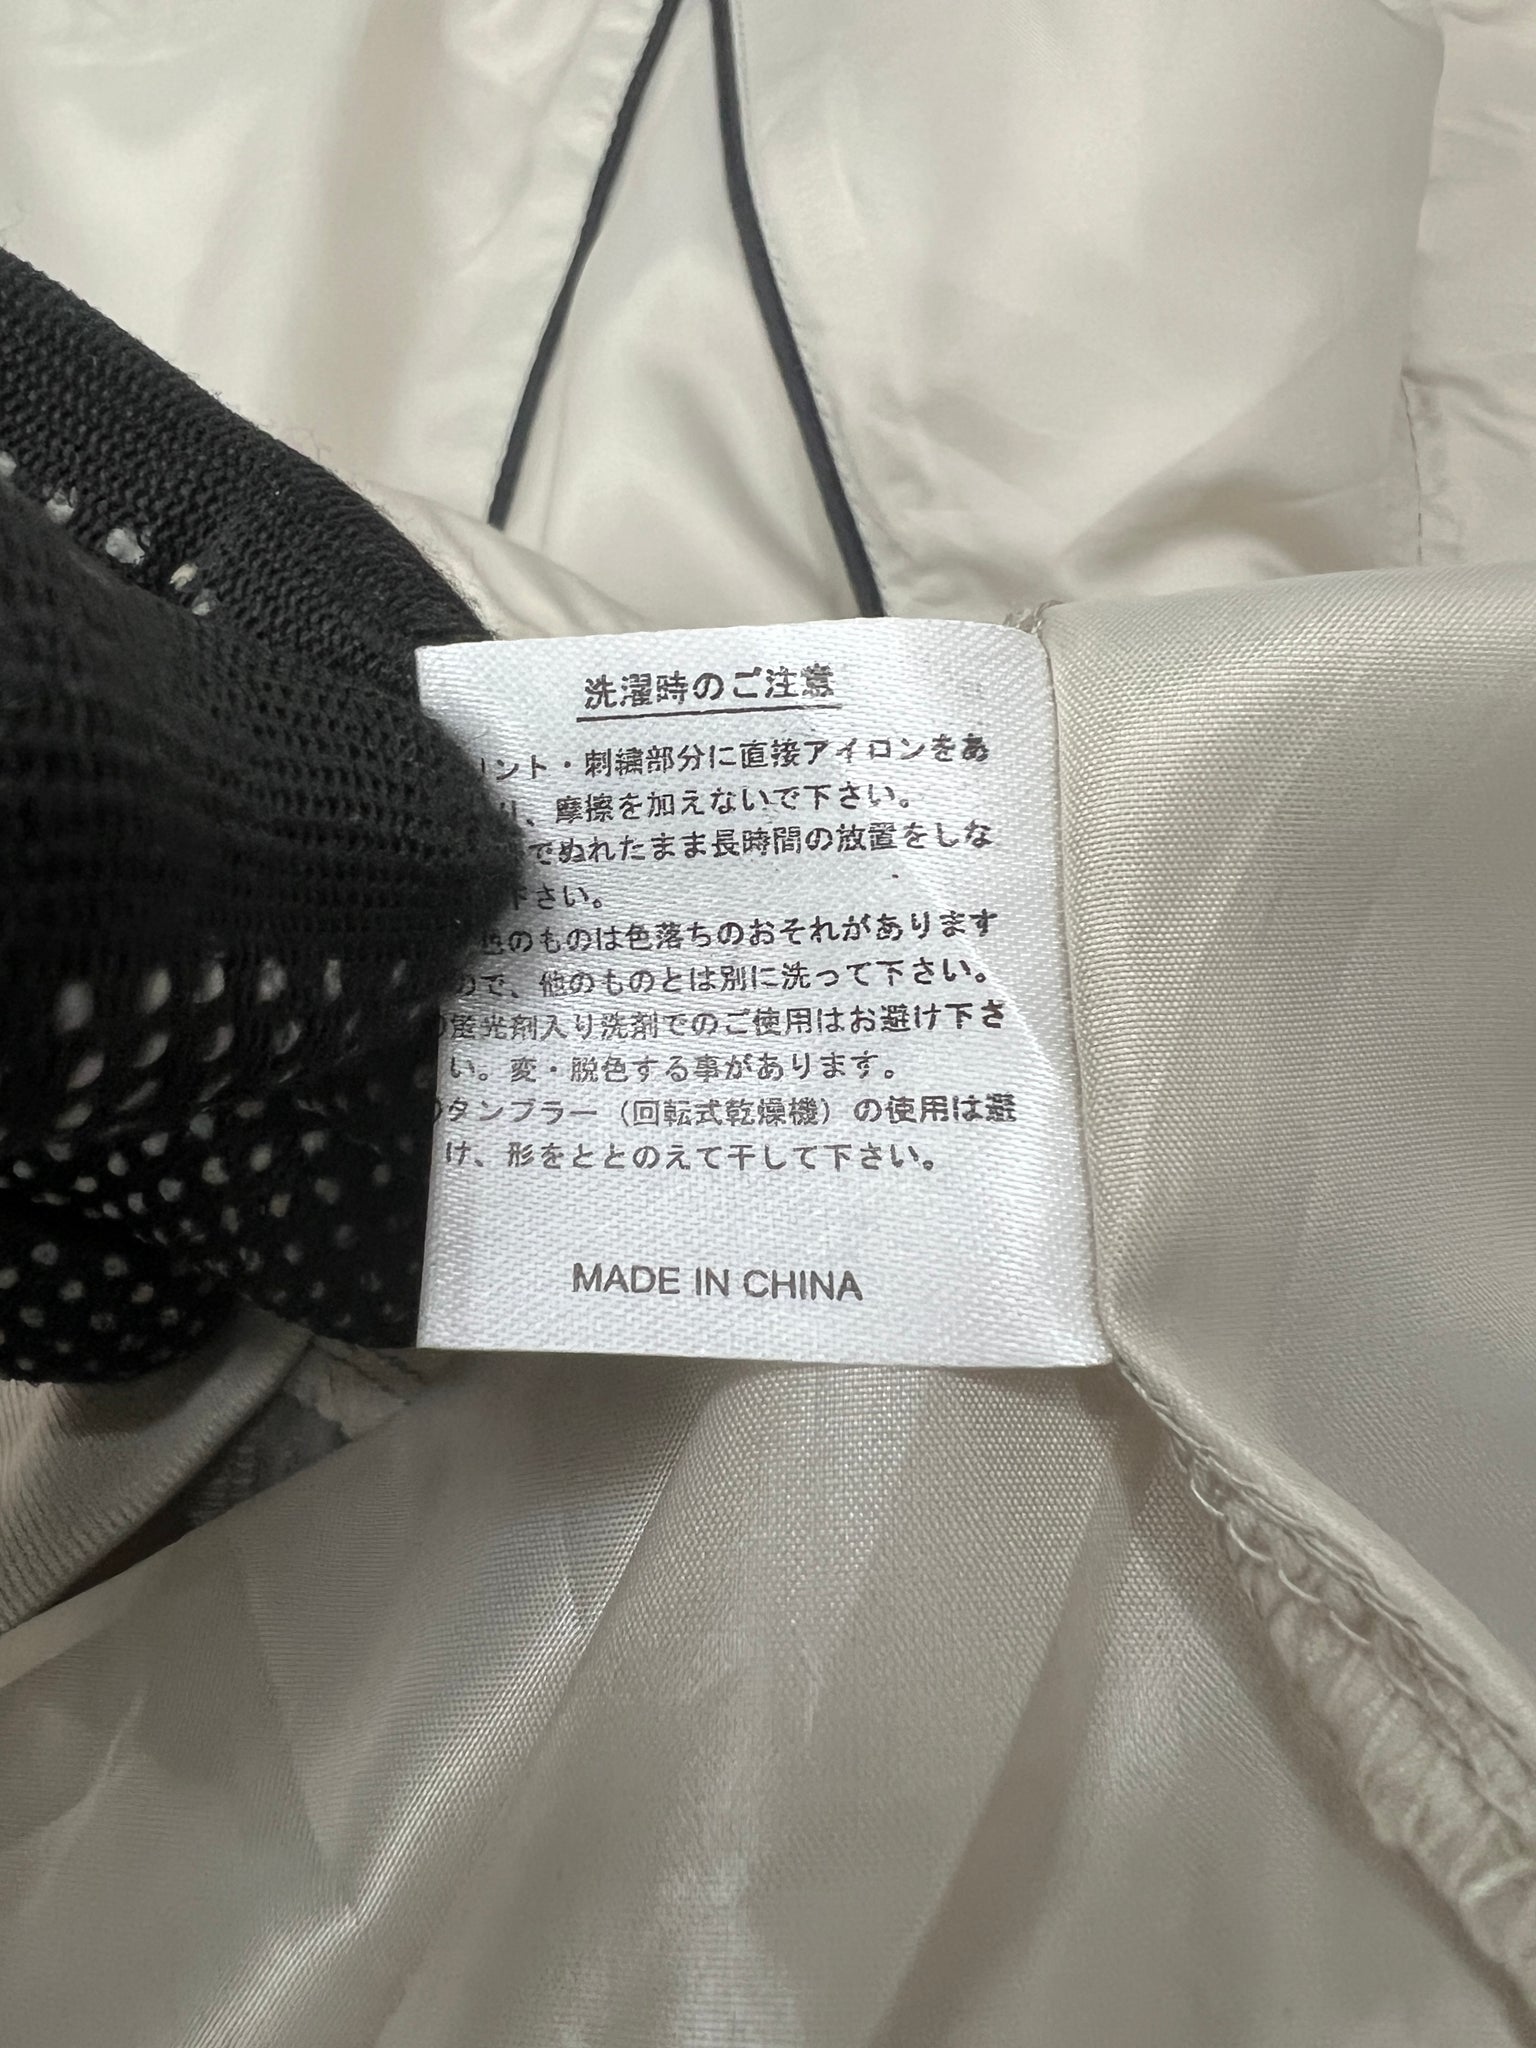 洗濯時のご注意
リント・刺繍部分に直接アイロンをあ
り、摩擦を加えないで下さい。
でぬれたまま長時間の放置をしな
下さい。
色のものは色落ちのおそれがあります
ので、他のものとは別に洗って下さい。
蛍光剤入り洗剤でのご使用はお避け下さ
い。変・脱色する事があります。
タンブラー（回転式乾燥機）の使用は避
け、形をととのえて干して下さい。
MADE IN CHINA